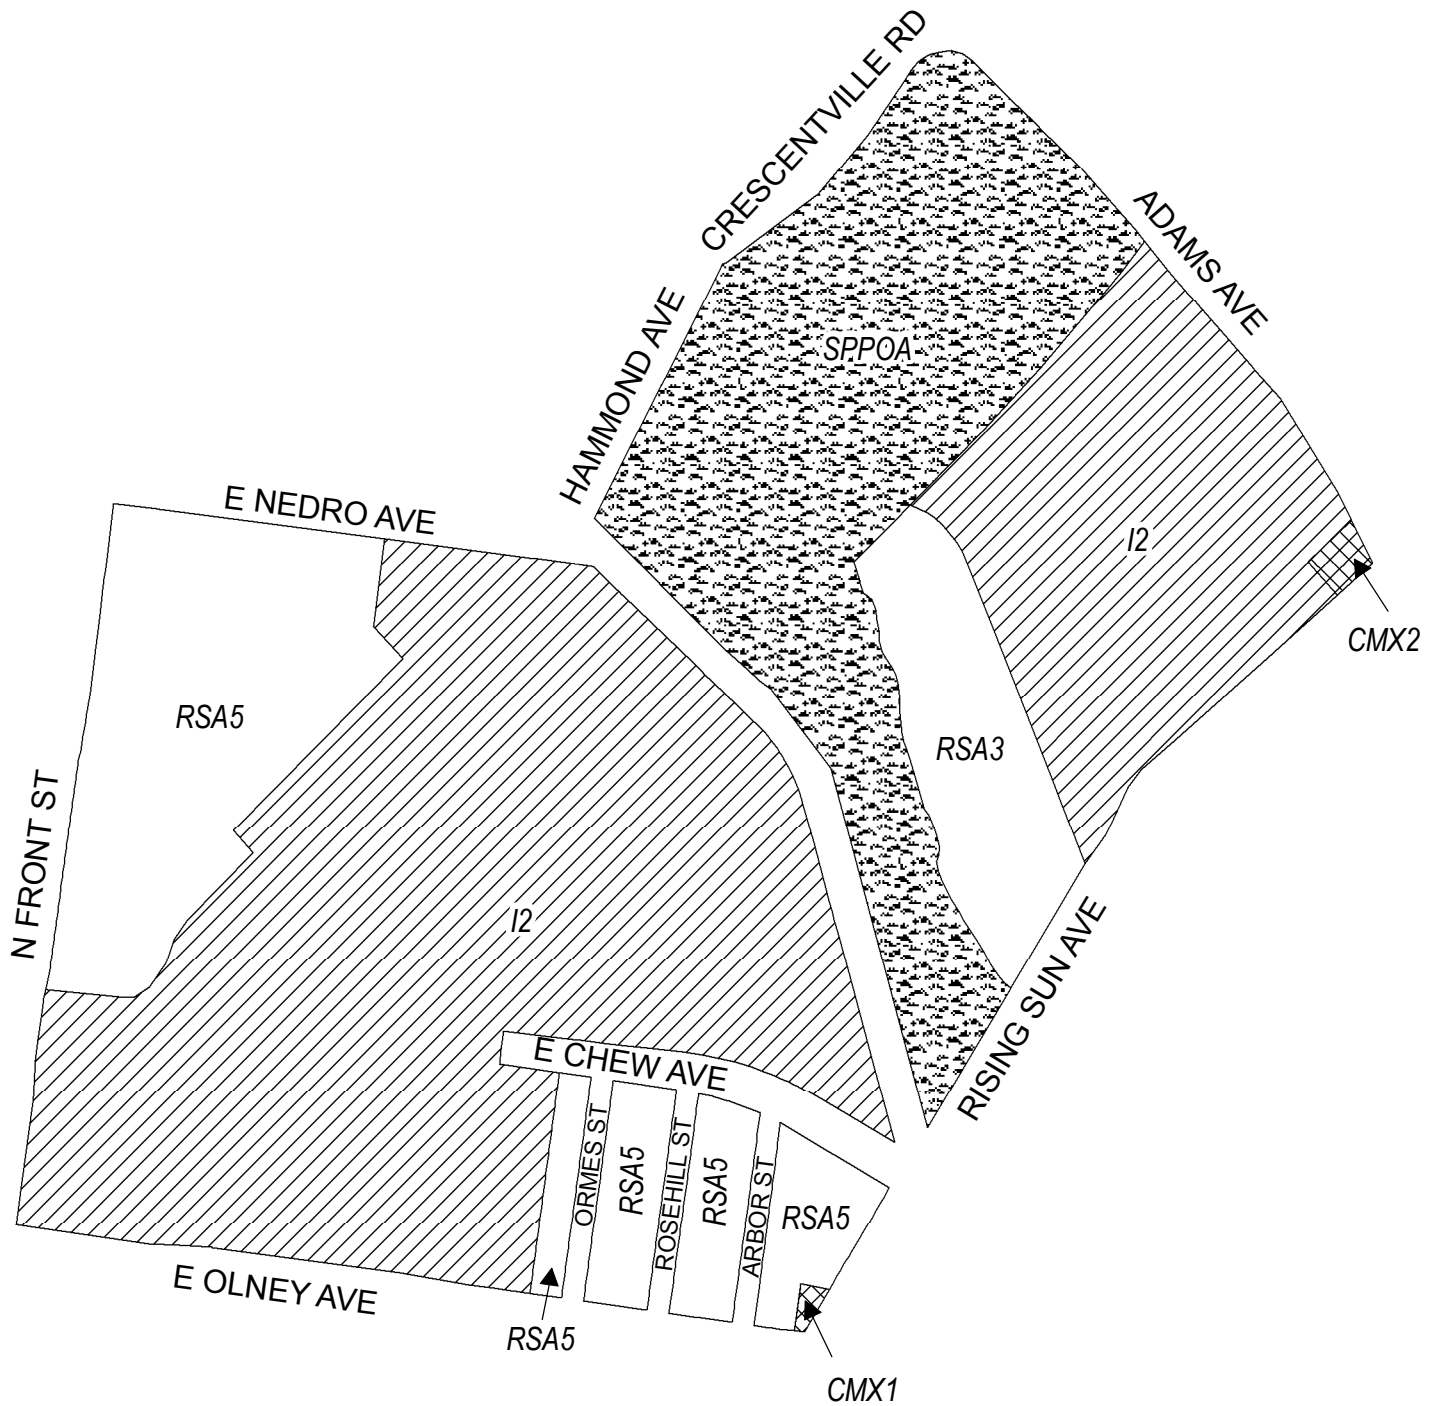 CRESCENTVILLE RD
ADAMS AVE
HAMMOND AVE
SPPOA
E NEDRO AVE
I2
CMX2
RSA5
RSA3
N FRONT ST
I2
RISING SUN AVE
E CHEW AVE
ORMES ST
RSA5
ROSEHILL ST
RSA5
ARBOR ST
RSA5
E OLNEY AVE
RSA5
CMX1